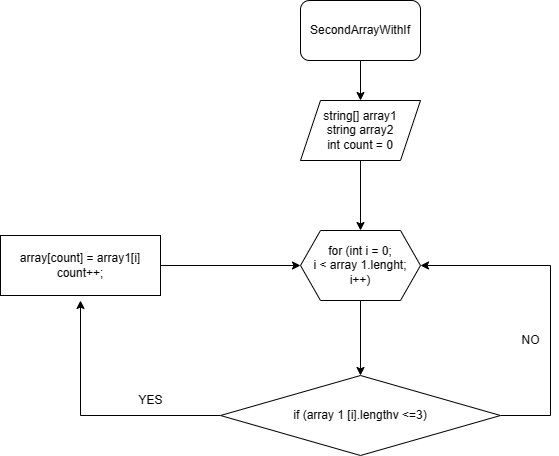 SecondArrayWithIf
string[] array1
string array2
int count = 0
for (int i = 0;
i < array 1.lenght;
i++)
array[count] = array1[i]
count++;
NO
YES
if (array 1 [i].lengthv <=3)